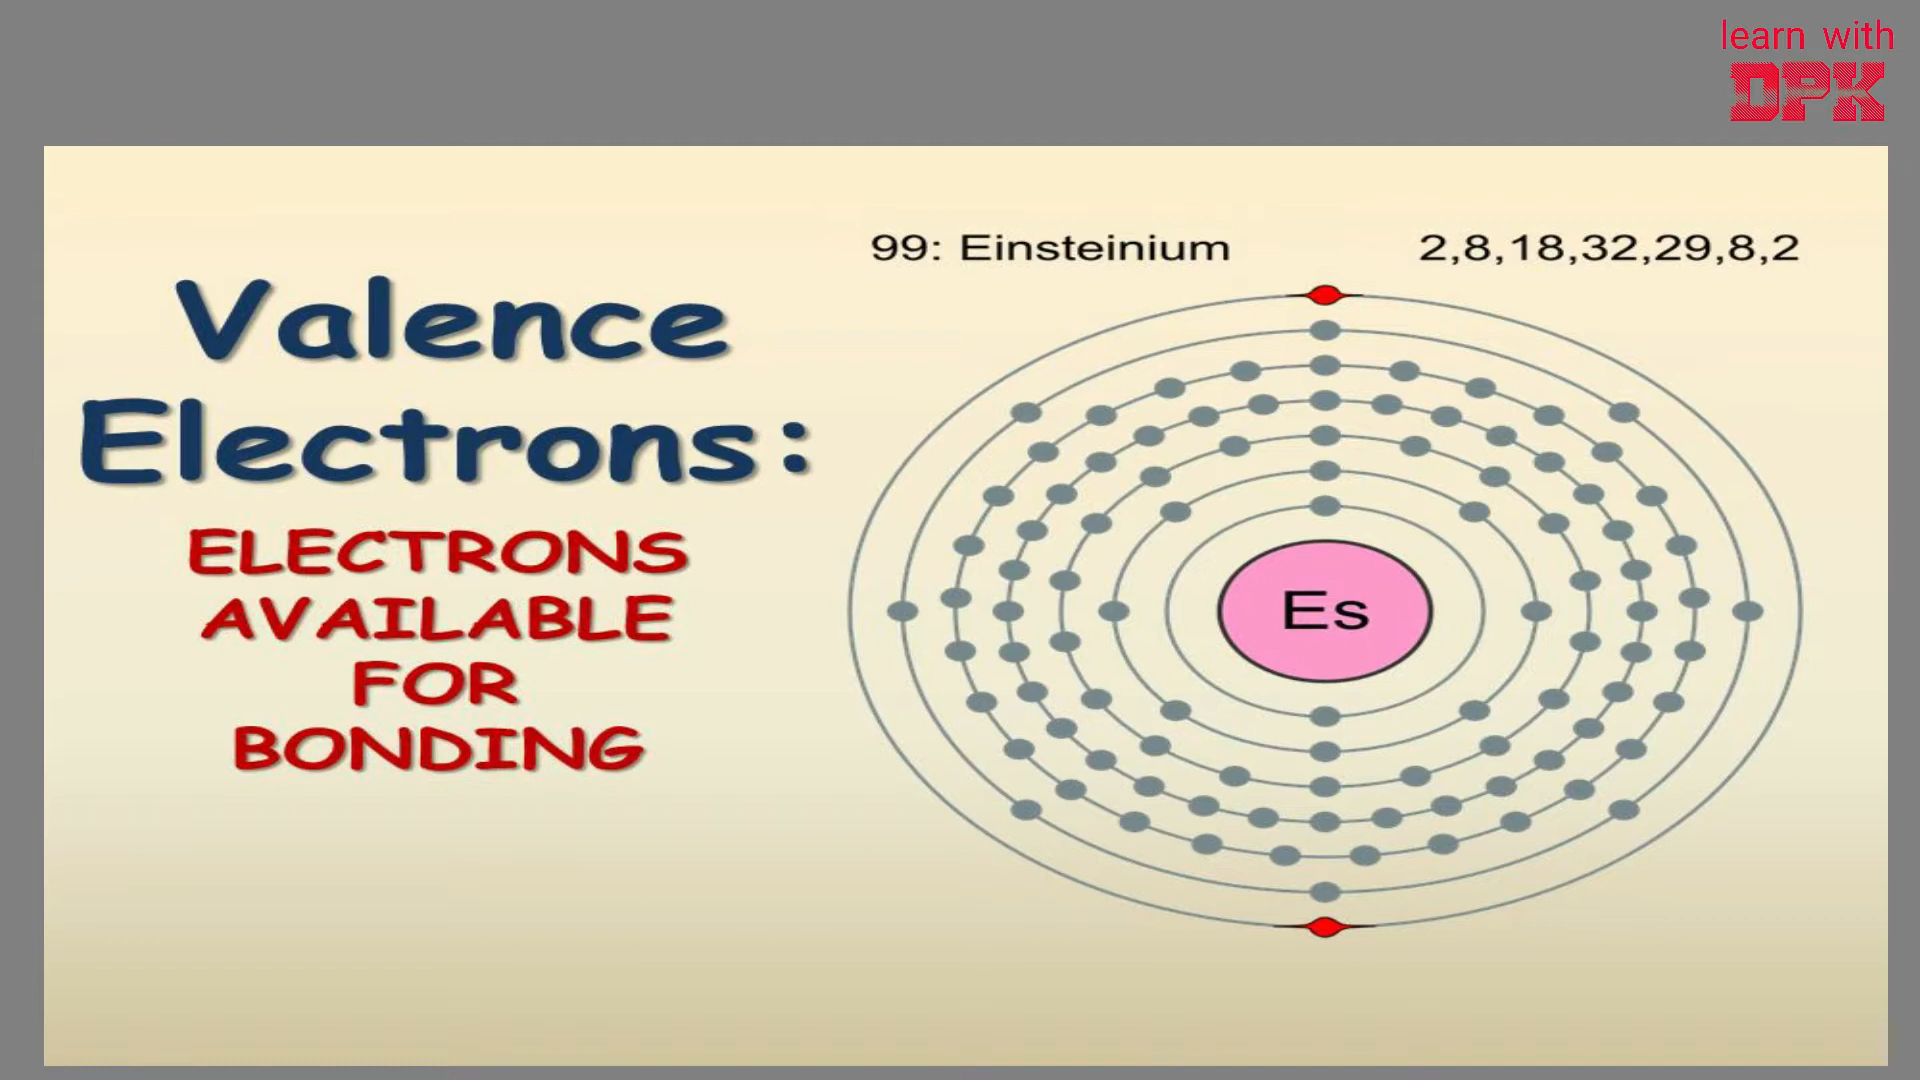 learn with
DPK
99: Einsteinium
2,8,18,32,29,8,2
Valence
Electrons:
ELECTRONS
AVAILABLE
FOR
BONDING
Es